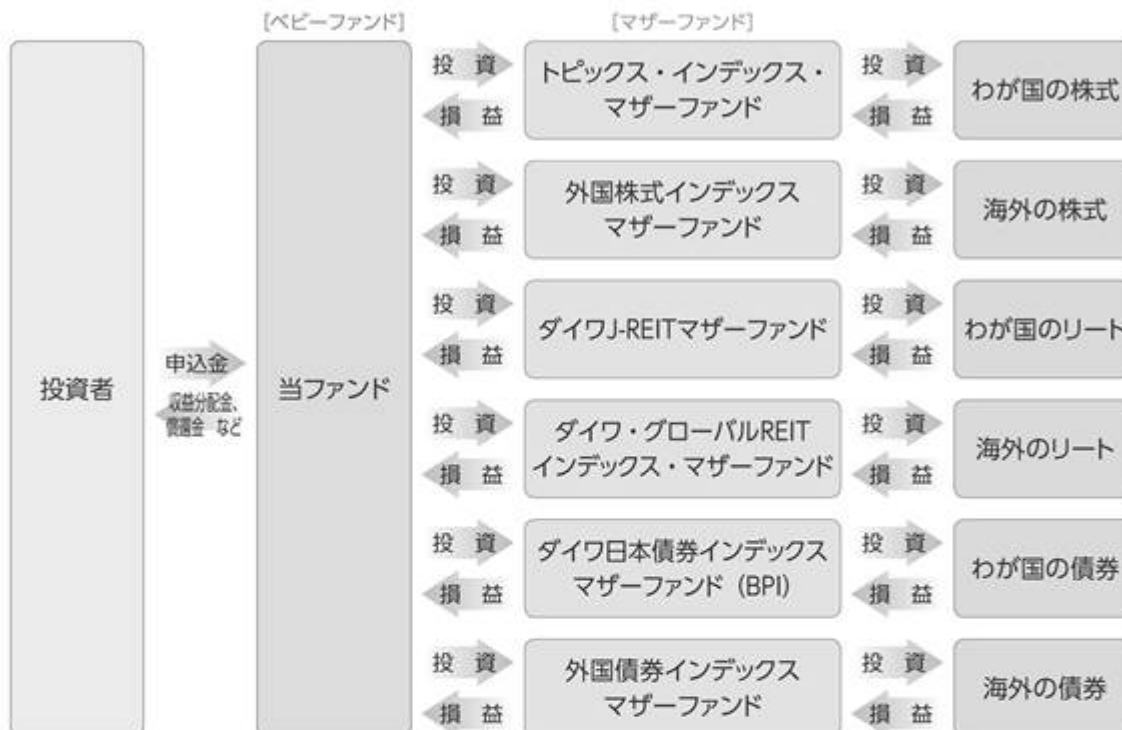 [ベビーファンド]
[マザーファンド]
投資者
申込金
収益分配金、
償還金 など
当ファンド
投 資
損 益
トピックス・インデックス・
マザーファンド
投 資
損 益
わが国の株式
投 資
損 益
外国株式インデックス
マザーファンド
投 資
損 益
海外の株式
投 資
損 益
ダイワJ-REITマザーファンド
投 資
損 益
わが国のリート
投 資
損 益
ダイワ・グローバルREIT
インデックス・マザーファンド
投 資
損 益
海外のリート
投 資
損 益
ダイワ日本債券インデックス
マザーファンド (BPI)
投 資
損 益
わが国の債券
投 資
損 益
外国債券インデックス
マザーファンド
投 資
損 益
海外の債券